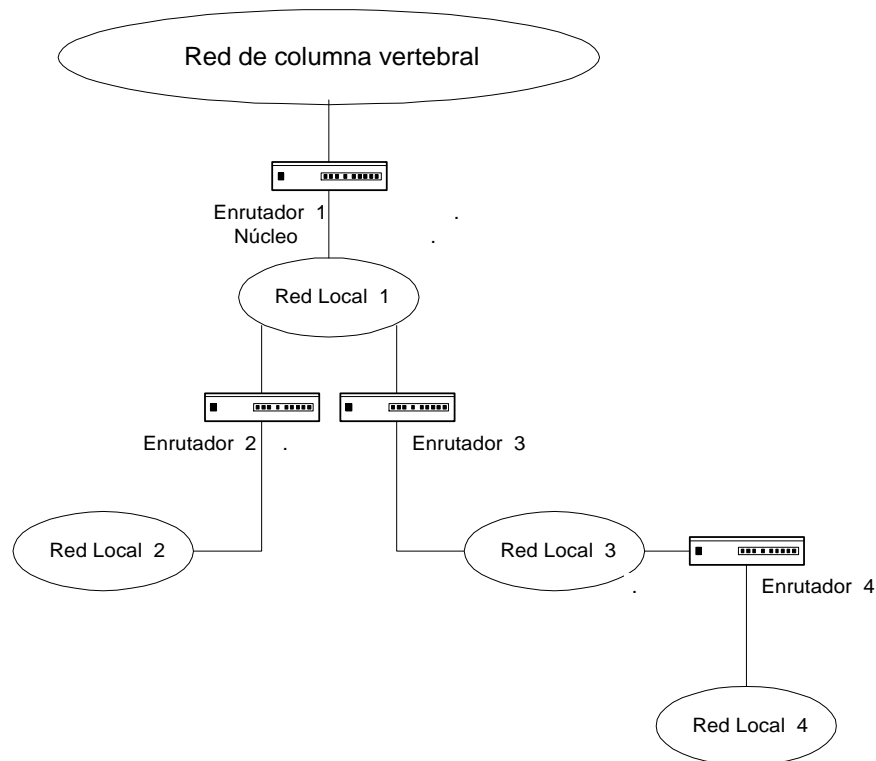 Red de columna vertebral
Enrutador 1 .
Núcleo .
Red Local 1
Enrutador 2 .
Enrutador 3
Red Local 2
Red Local 3
.
Enrutador 4
Red Local 4